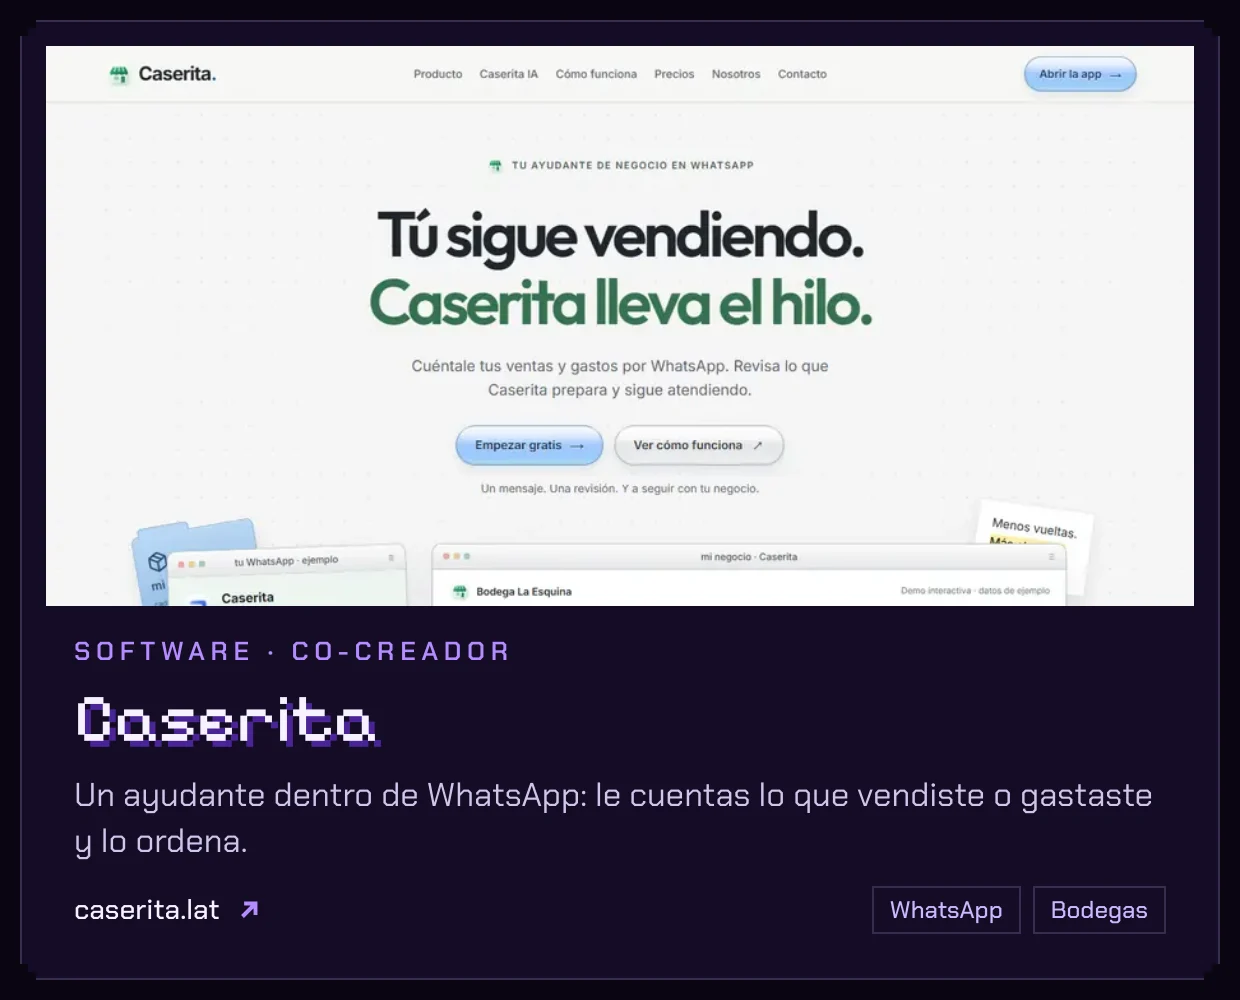 Caserita.
Producto Caserita IA Cómo funciona Precios Nosotros Contacto
Abrir la app →
TU AYUDANTE DE NEGOCIO EN WHATSAPP
Tú sigue vendiendo.
Caserita lleva el hilo.
Cuéntale tus ventas y gastos por WhatsApp. Revisa lo que
Caserita prepara y sigue atendiendo.
Empezar gratis →
Ver cómo funciona ↗
Un mensaje. Una revisión. Y a seguir con tu negocio.
mi
tu WhatsApp · ejemplo
Caserita
mi negocio · Caserita
Bodega La Esquina
Demo interactiva · datos de ejemplo
Menos vueltas.
SOFTWARE · CO-CREADOR
Caserita
Un ayudante dentro de WhatsApp: le cuentas lo que vendiste o gastaste
y lo ordena.
caserita.lat ↗
WhatsApp
Bodegas